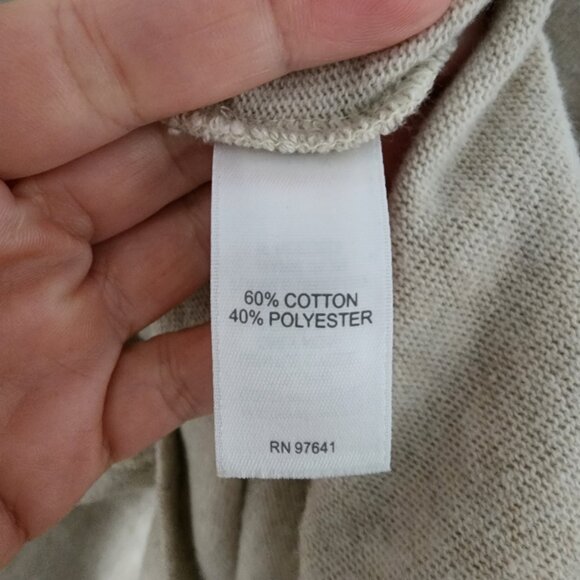 60% COTTON
40% POLYESTER
RN 97641